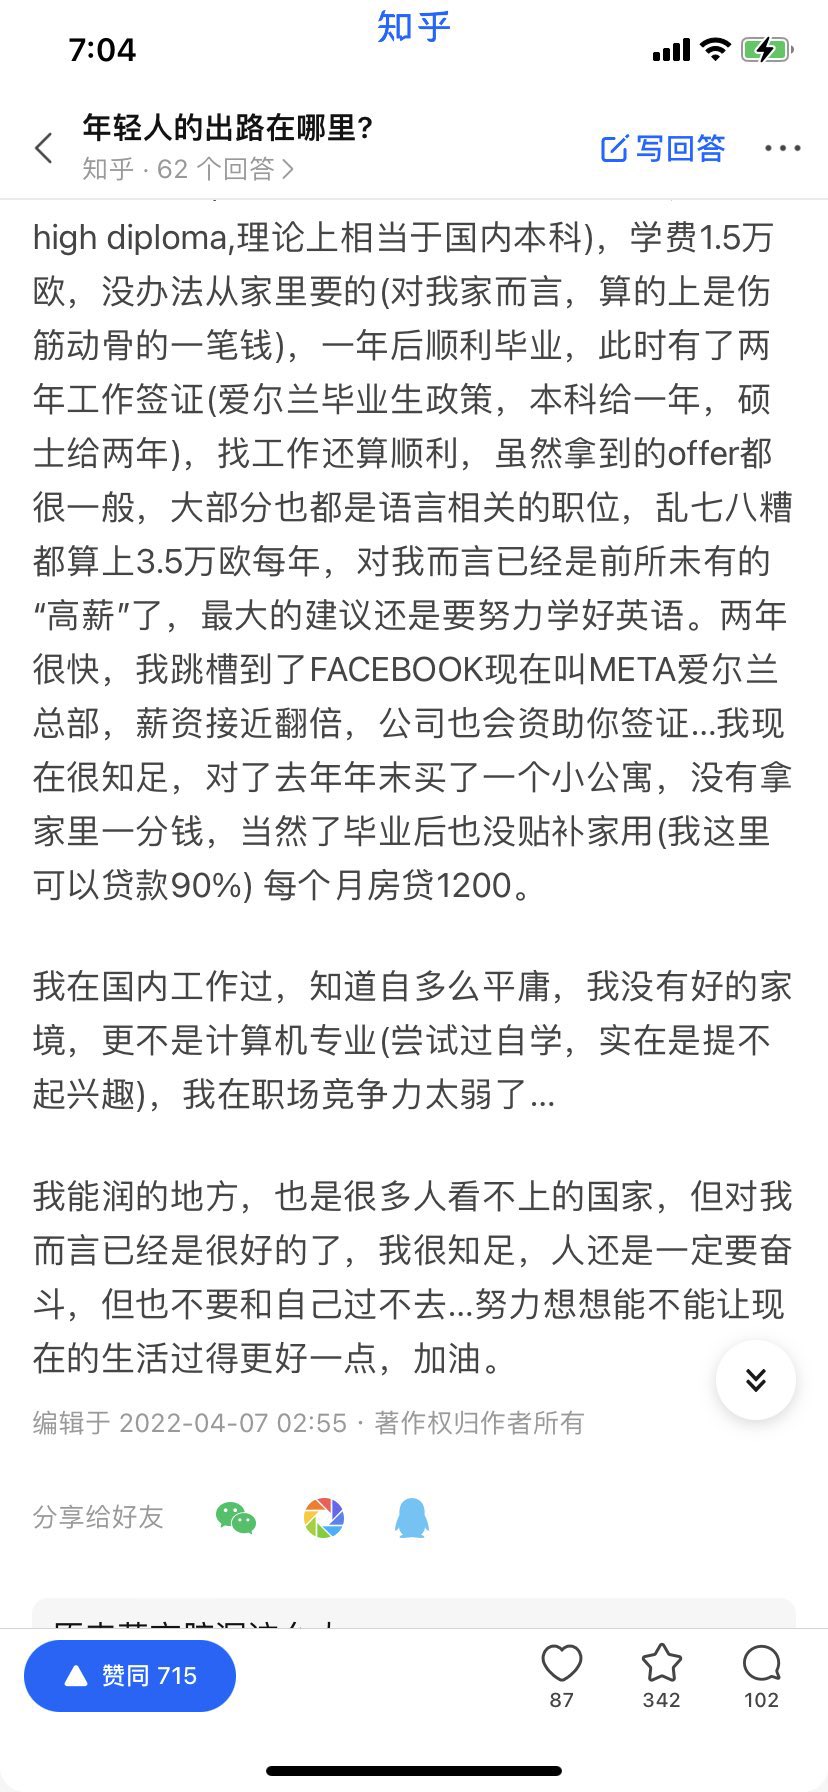 知乎
7:04
年轻人的出路在哪里?
知乎 · 62 个回答
写回答
high diploma,理论上相当于国内本科)，学费1.5万
欧，没办法从家里要的(对我家而言，算的上是伤
筋动骨的一笔钱)，一年后顺利毕业，此时有了两
年工作签证(爱尔兰毕业生政策，本科给一年，硕
士给两年)，找工作还算顺利，虽然拿到的offer都
很一般，大部分也都是语言相关的职位，乱七八糟
都算上3.5万欧每年，对我而言已经是前所未有的
“高薪”了，最大的建议还是要努力学好英语。两年
很快，我跳槽到了FACEBOOK现在叫META爱尔兰
总部，薪资接近翻倍，公司也会资助你签证...我现
在很知足，对了去年年末买了一个小公寓，没有拿
家里一分钱，当然了毕业后也没贴补家用(我这里
可以贷款90%) 每个月房贷1200。
我在国内工作过，知道自多么平庸，我没有好的家
境，更不是计算机专业(尝试过自学，实在是提不
起兴趣)，我在职场竞争力太弱了...
我能润的地方，也是很多人看不上的国家，但对我
而言已经是很好的了，我很知足，人还是一定要奋
斗，但也不要和自己过不去...努力想想能不能让现
在的生活过得更好一点，加油。
编辑于 2022-04-07 02:55 · 著作权归作者所有
分享给好友
赞同 715
87
342
102